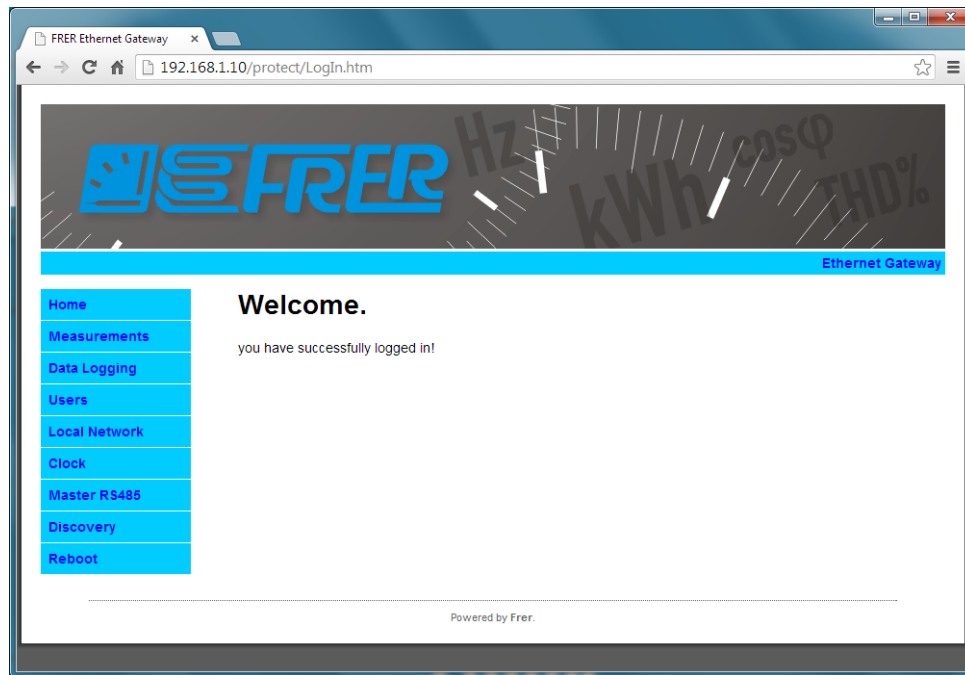 FRER Ethernet Gateway
192.168.1.10/protect/LogIn.htm
FRER
Hz
kWh
cosφ
THD%
Ethernet Gateway
Home
Measurements
Data Logging
Users
Local Network
Clock
Master RS485
Discovery
Reboot
Welcome.
you have successfully logged in!
Powered by Frer.